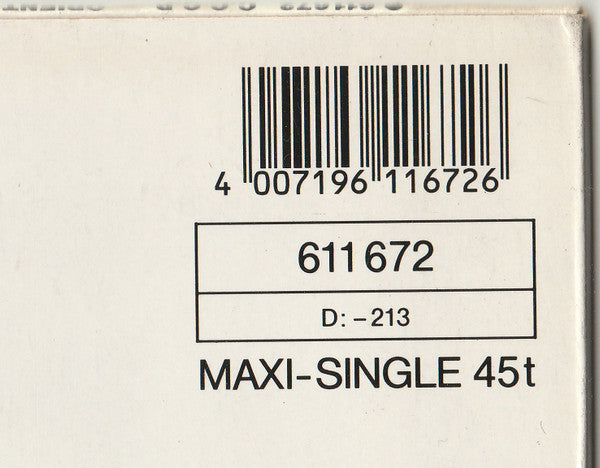 4 007196 116726
611 672
D: – 213
MAXI-SINGLE 45t